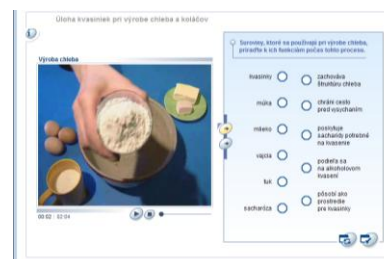 Úloha kvasiniek pri výrobe chleba a koláčov
Výroba chleba
00:02 02:04
Suroviny, ktoré sa používajú pri výrobe chleba,
priraďte k ich funkciám počas tohto procesu.
kvasinky
múka
mlieko
vajcia
tuk
sacharóza
zachováva
štruktúru chleba
chráni cesto
pred vysychaním
poskytuje
sacharidy potrebné
na kvasenie
podieľa sa
na alkoholovom
kvasení
pôsobí ako
prostredie
pre kvasinky